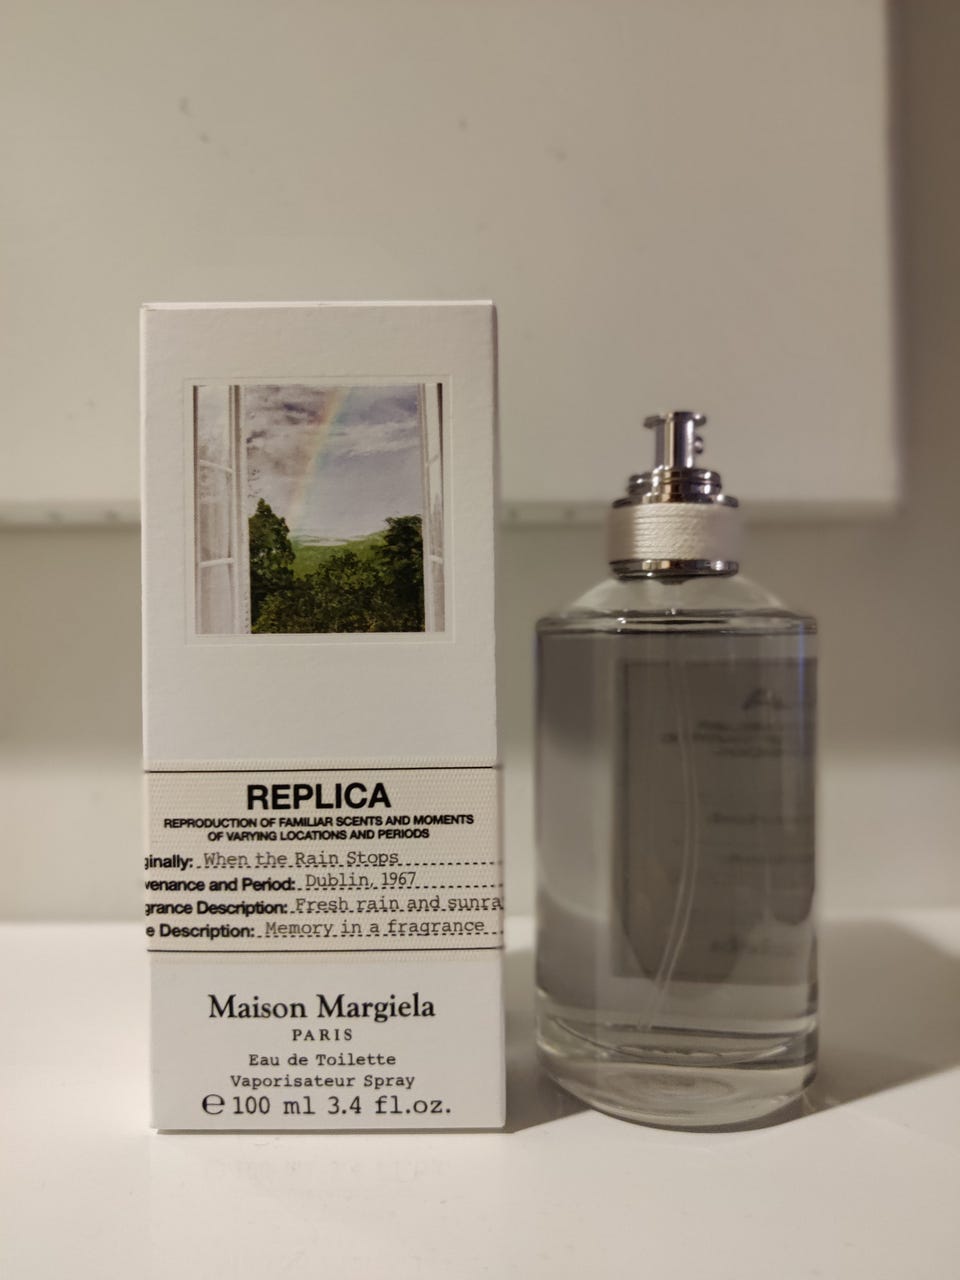 REPLICA
REPRODUCTION OF FAMILIAR SCENTS AND MOMENTS
OF VARYING LOCATIONS AND PERIODS
ginally: When the Rain Stops
venance and Period: Dublin, 1967
grance Description: Fresh rain and sunra
e Description: Memory in a fragrance
Maison Margiela
PARIS
Eau de Toilette
Vaporisateur Spray
℮ 100 ml 3.4 fl.oz.